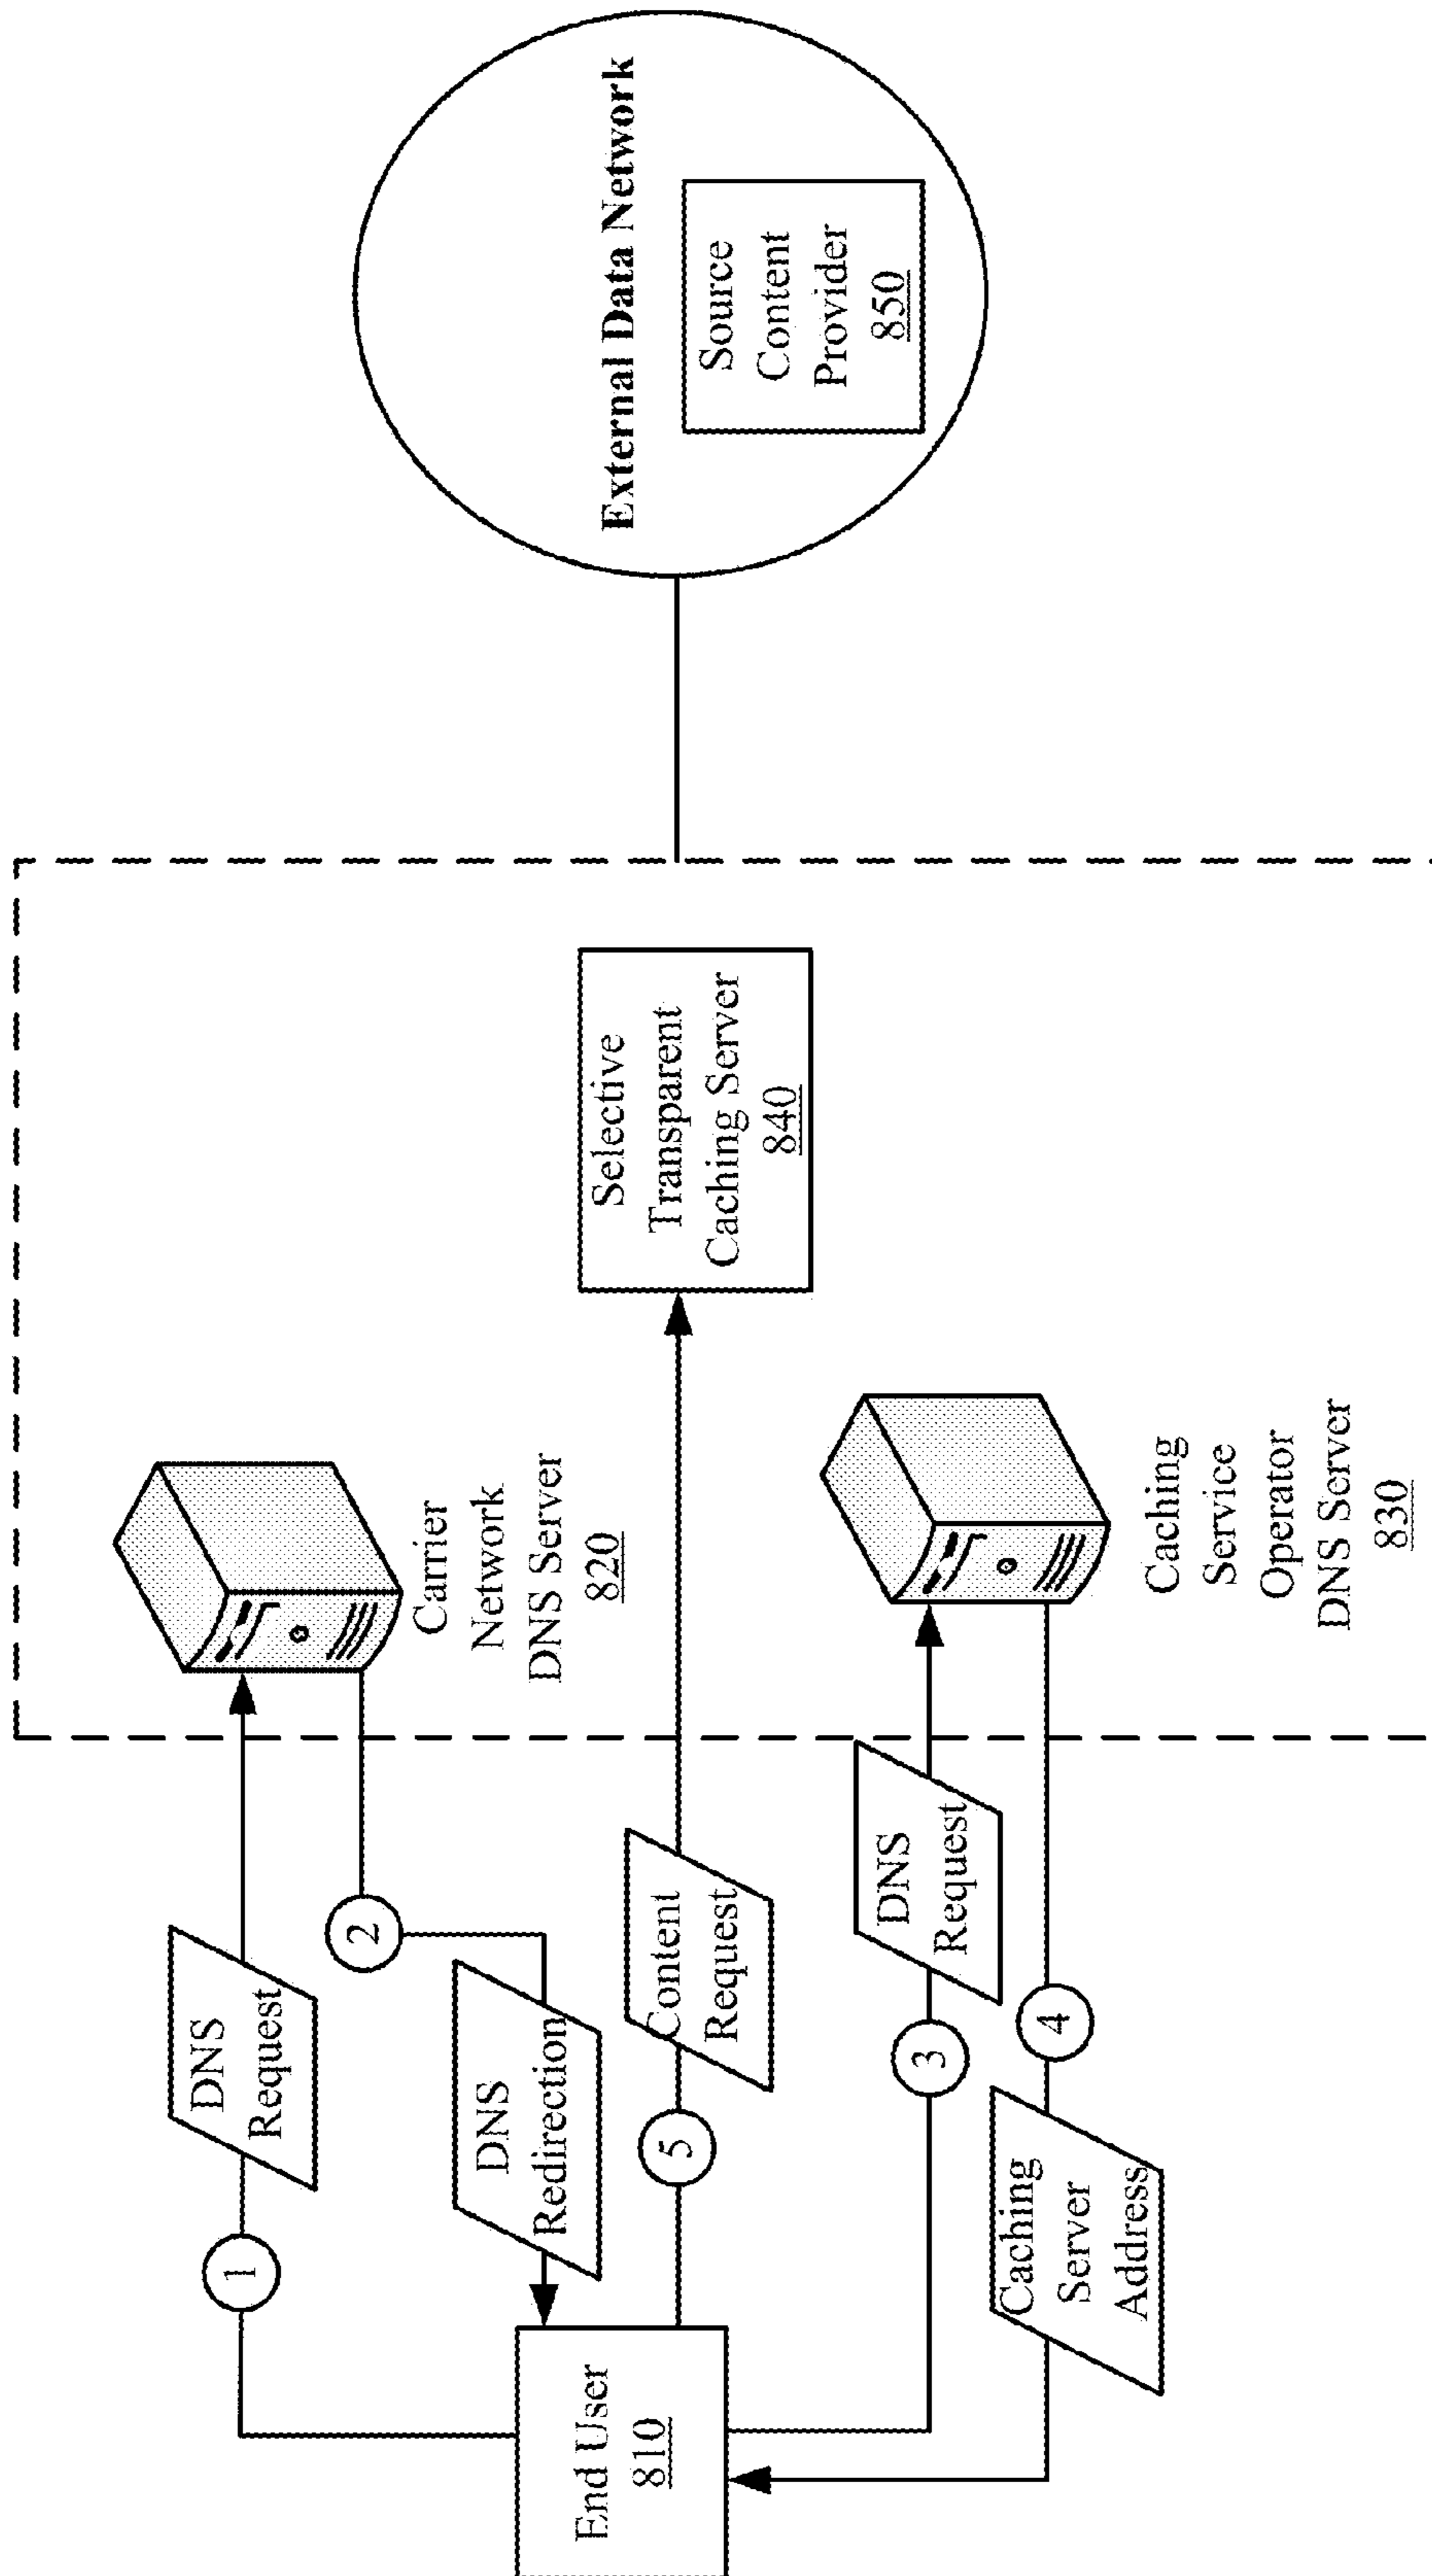 1
DNS
Request
Carrier
Network
DNS Server
820
2
DNS
Redirection
End User
810
5
Content
Request
Selective
Transparent
Caching Server
840
External Data Network
Source
Content
Provider
850
3
DNS
Request
4
Caching
Server
Address
Caching
Service
Operator
DNS Server
830